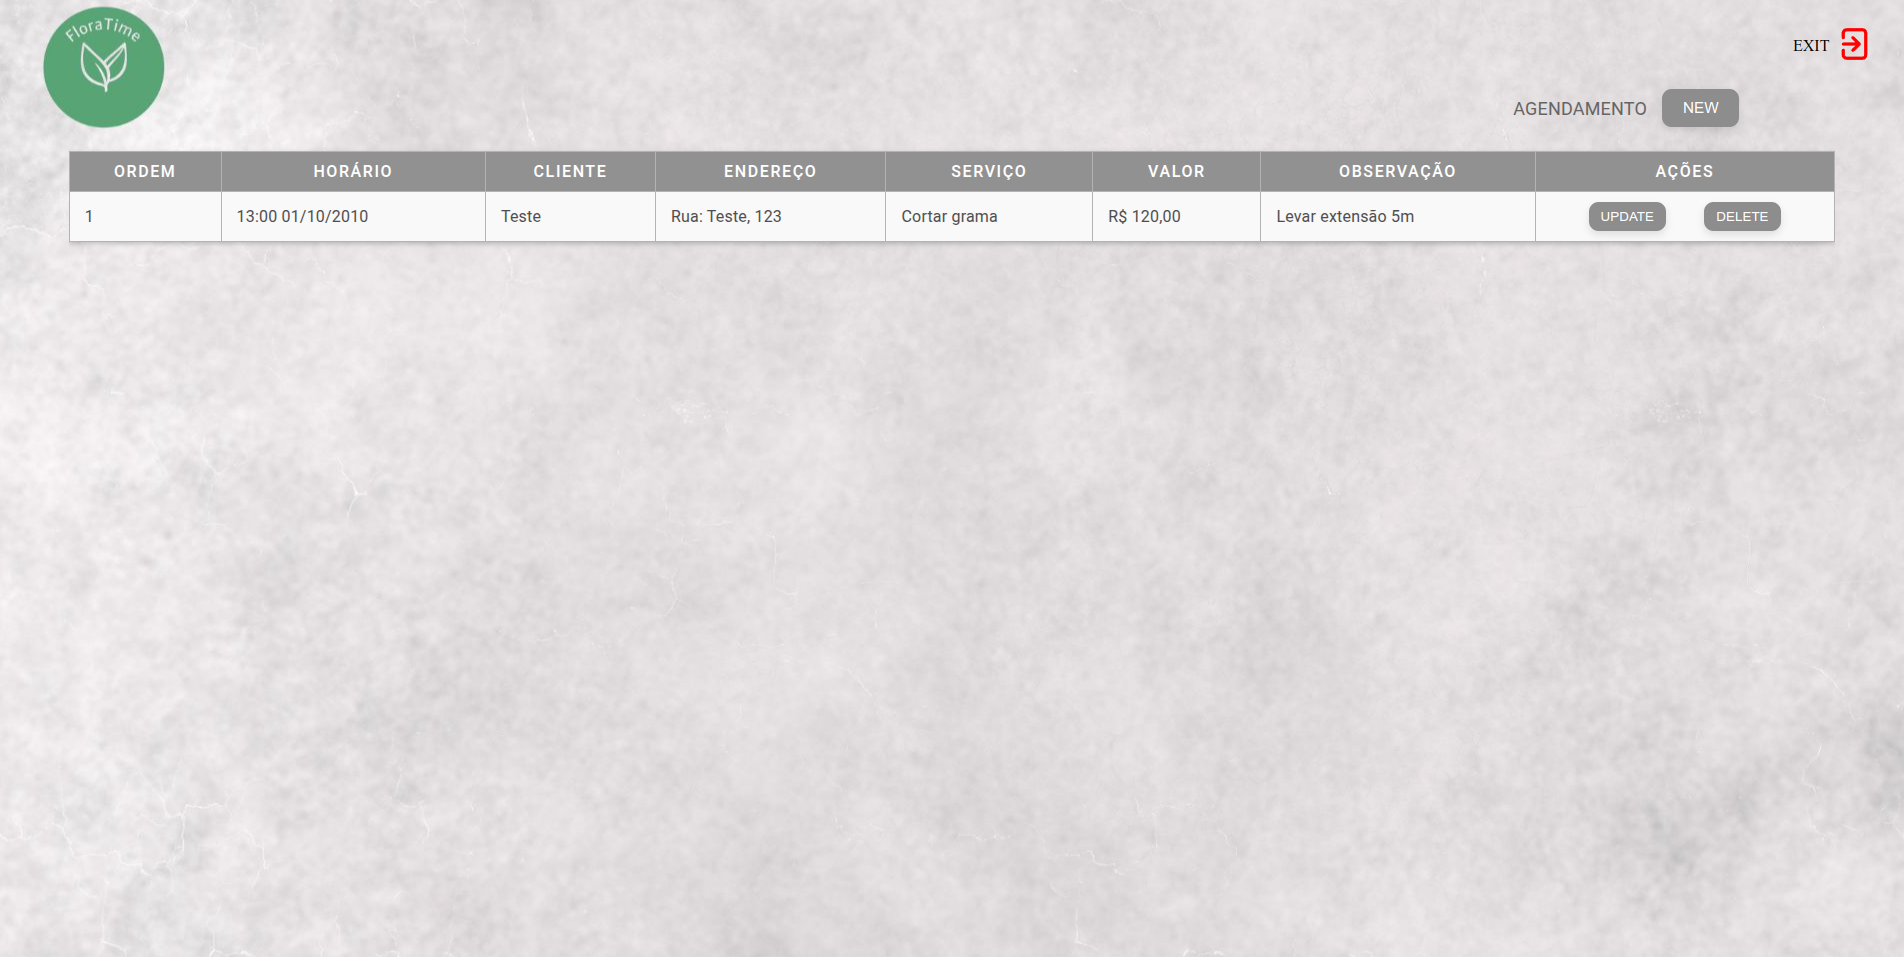 FloraTime
EXIT
AGENDAMENTO NEW
ORDEM HORÁRIO CLIENTE ENDEREÇO SERVIÇO VALOR OBSERVAÇÃO AÇÕES
1 13:00 01/10/2010 Teste Rua: Teste, 123 Cortar grama R$ 120,00 Levar extensão 5m UPDATE DELETE